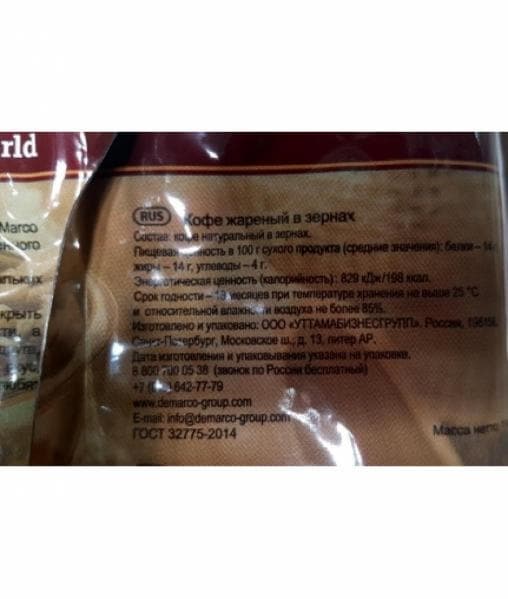 rld
RUS Кофе жареный в зернах
Состав: кофе натуральный в зернах.
Пищевая ценность в 100 г сухого продукта (средние значения): белки – 14
жиры – 14 г, углеводы – 4 г.
Энергетическая ценность (калорийность): 829 кДж/198 ккал.
Срок годности – 18 месяцев при температуре хранения не выше 25 °C
и относительной влажности воздуха не более 85%.
Изготовлено и упаковано: ООО «УТТАМАБИЗНЕСГРУПП», Россия,
Санкт-Петербург, Московское ш., д. 13, литер АР.
Дата изготовления и упаковывания указана на упаковке.
8 800 700 05 38 (звонок по России бесплатный)
642-77-79
www.demarco-group.com
E-mail: info@demarco-group.com
ГОСТ 32775-2014
Масса нетто
Marco
крыть
а